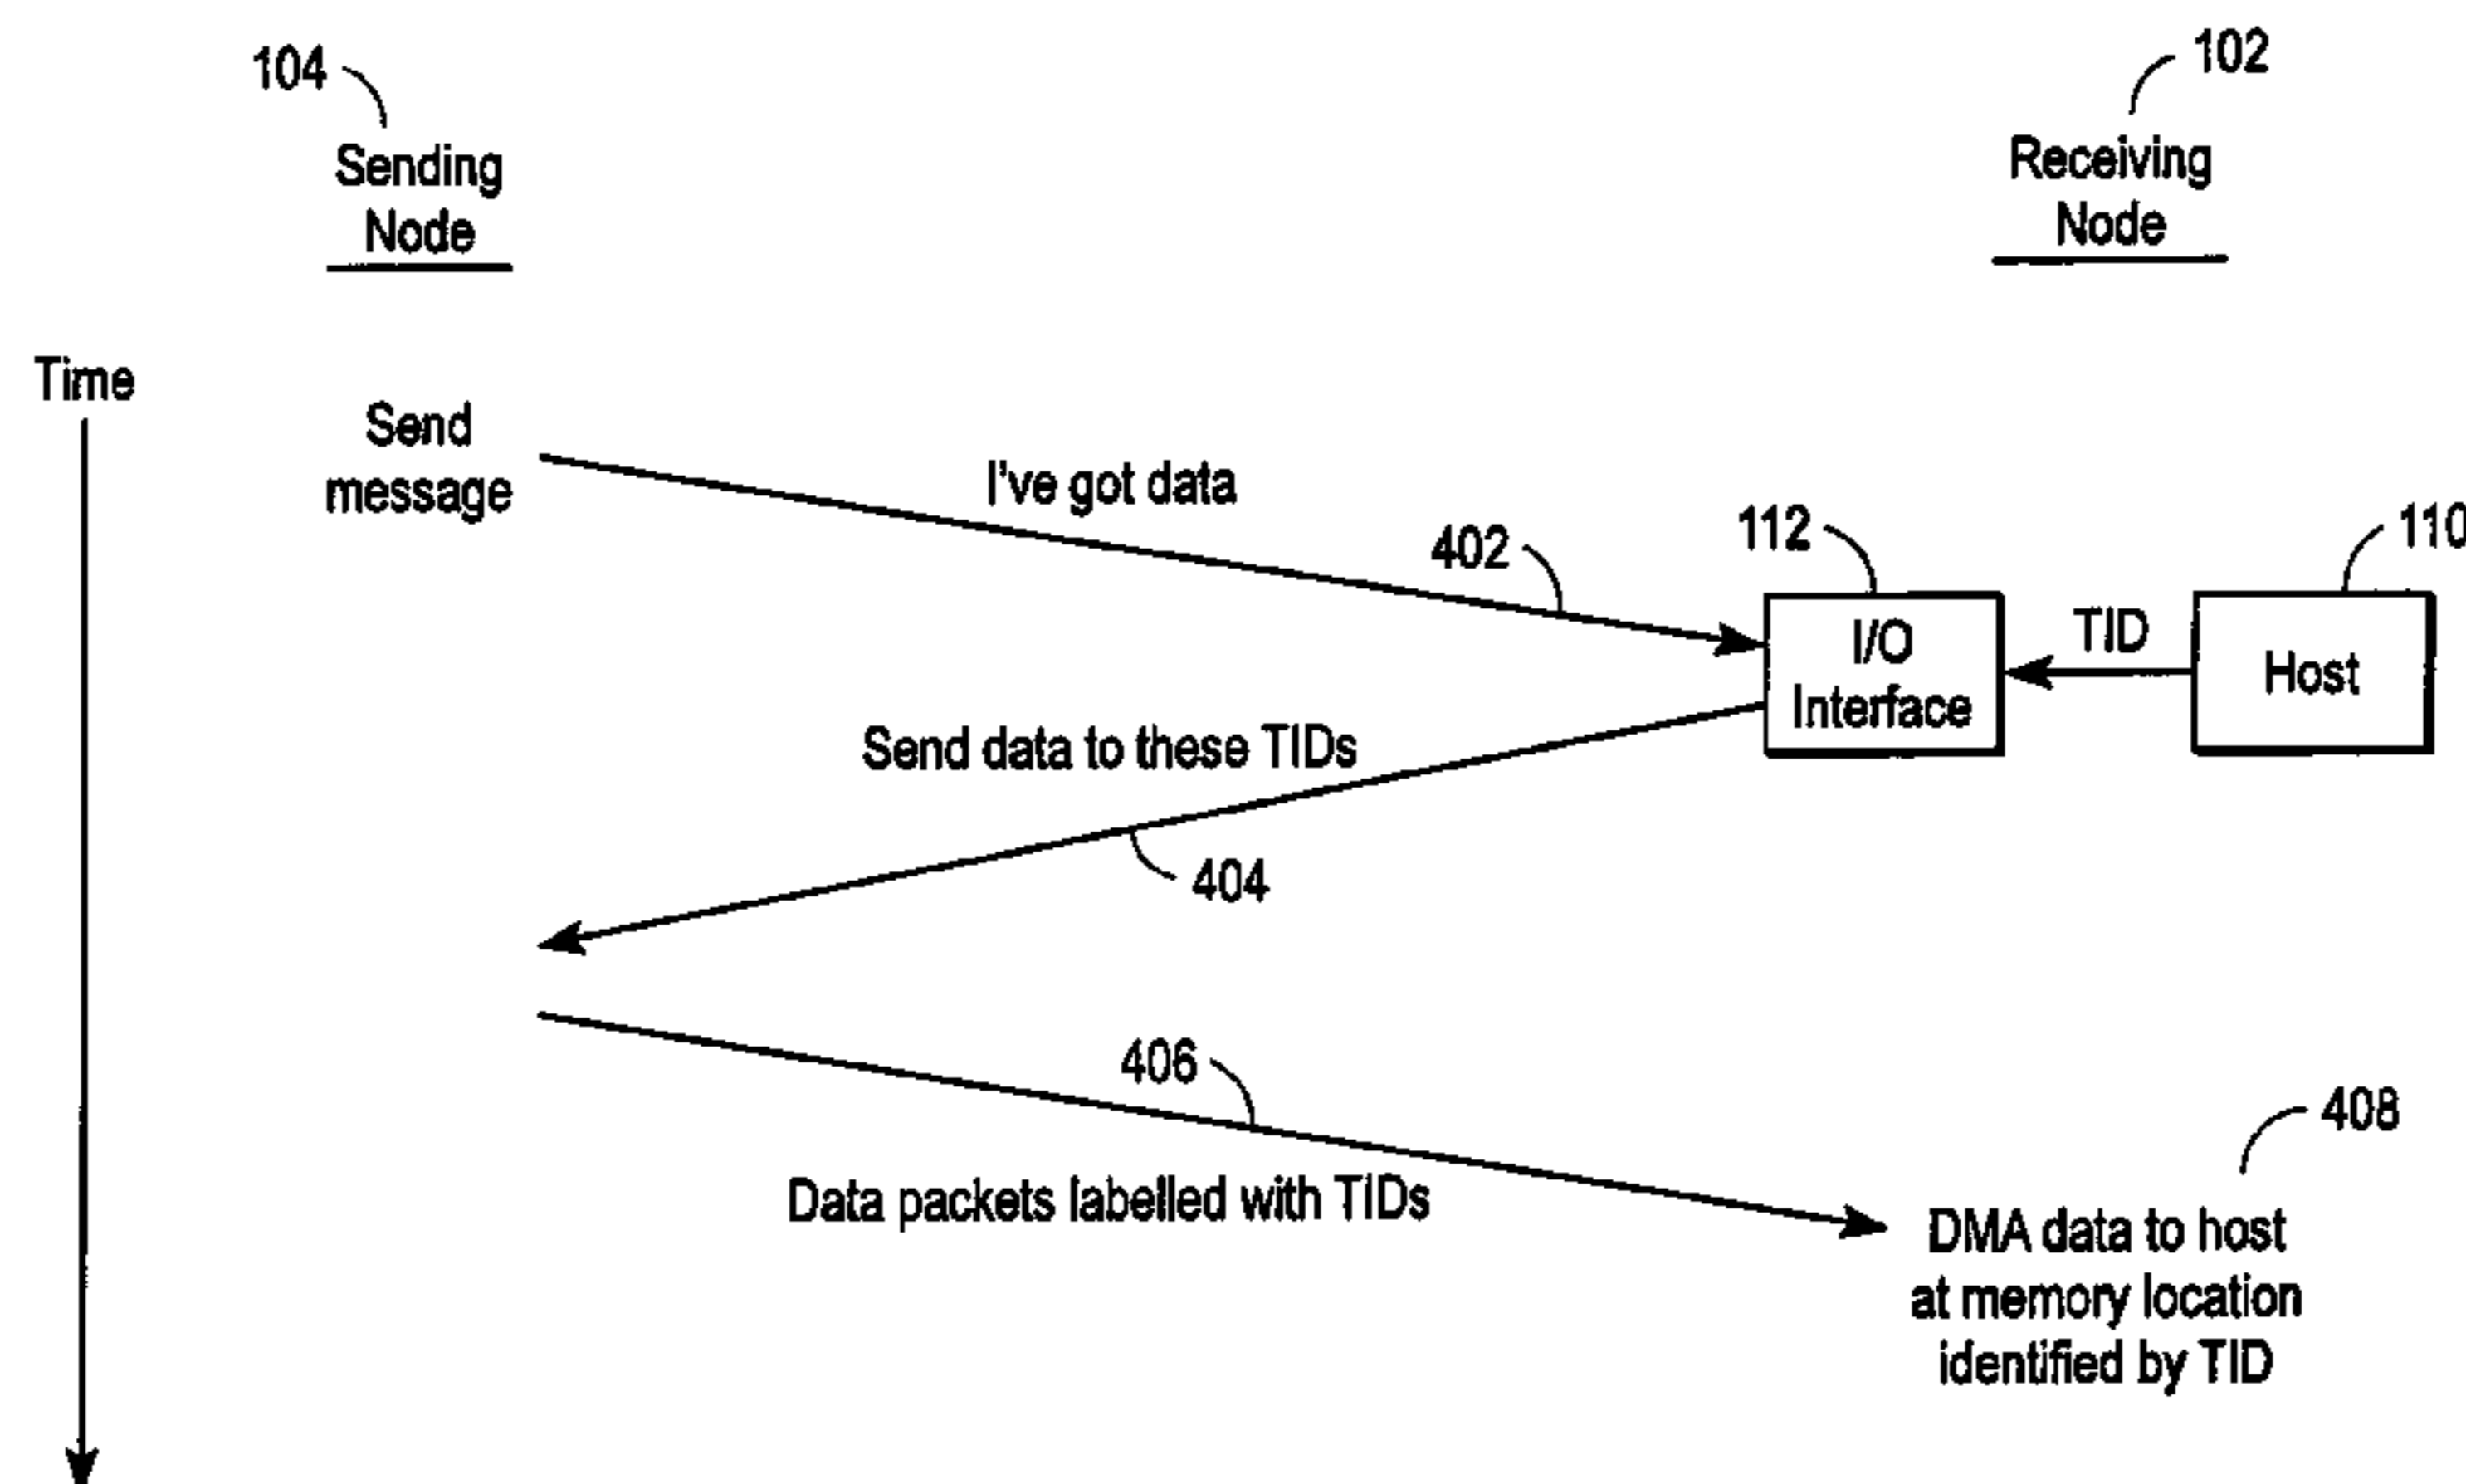 104
Sending
Node
102
Receiving
Node
Time
Send
message
I've got data
402
112
110
I/O
Interface
TID
Host
Send data to these TIDs
404
406
Data packets labelled with TIDs
408
DMA data to host
at memory location
identified by TID